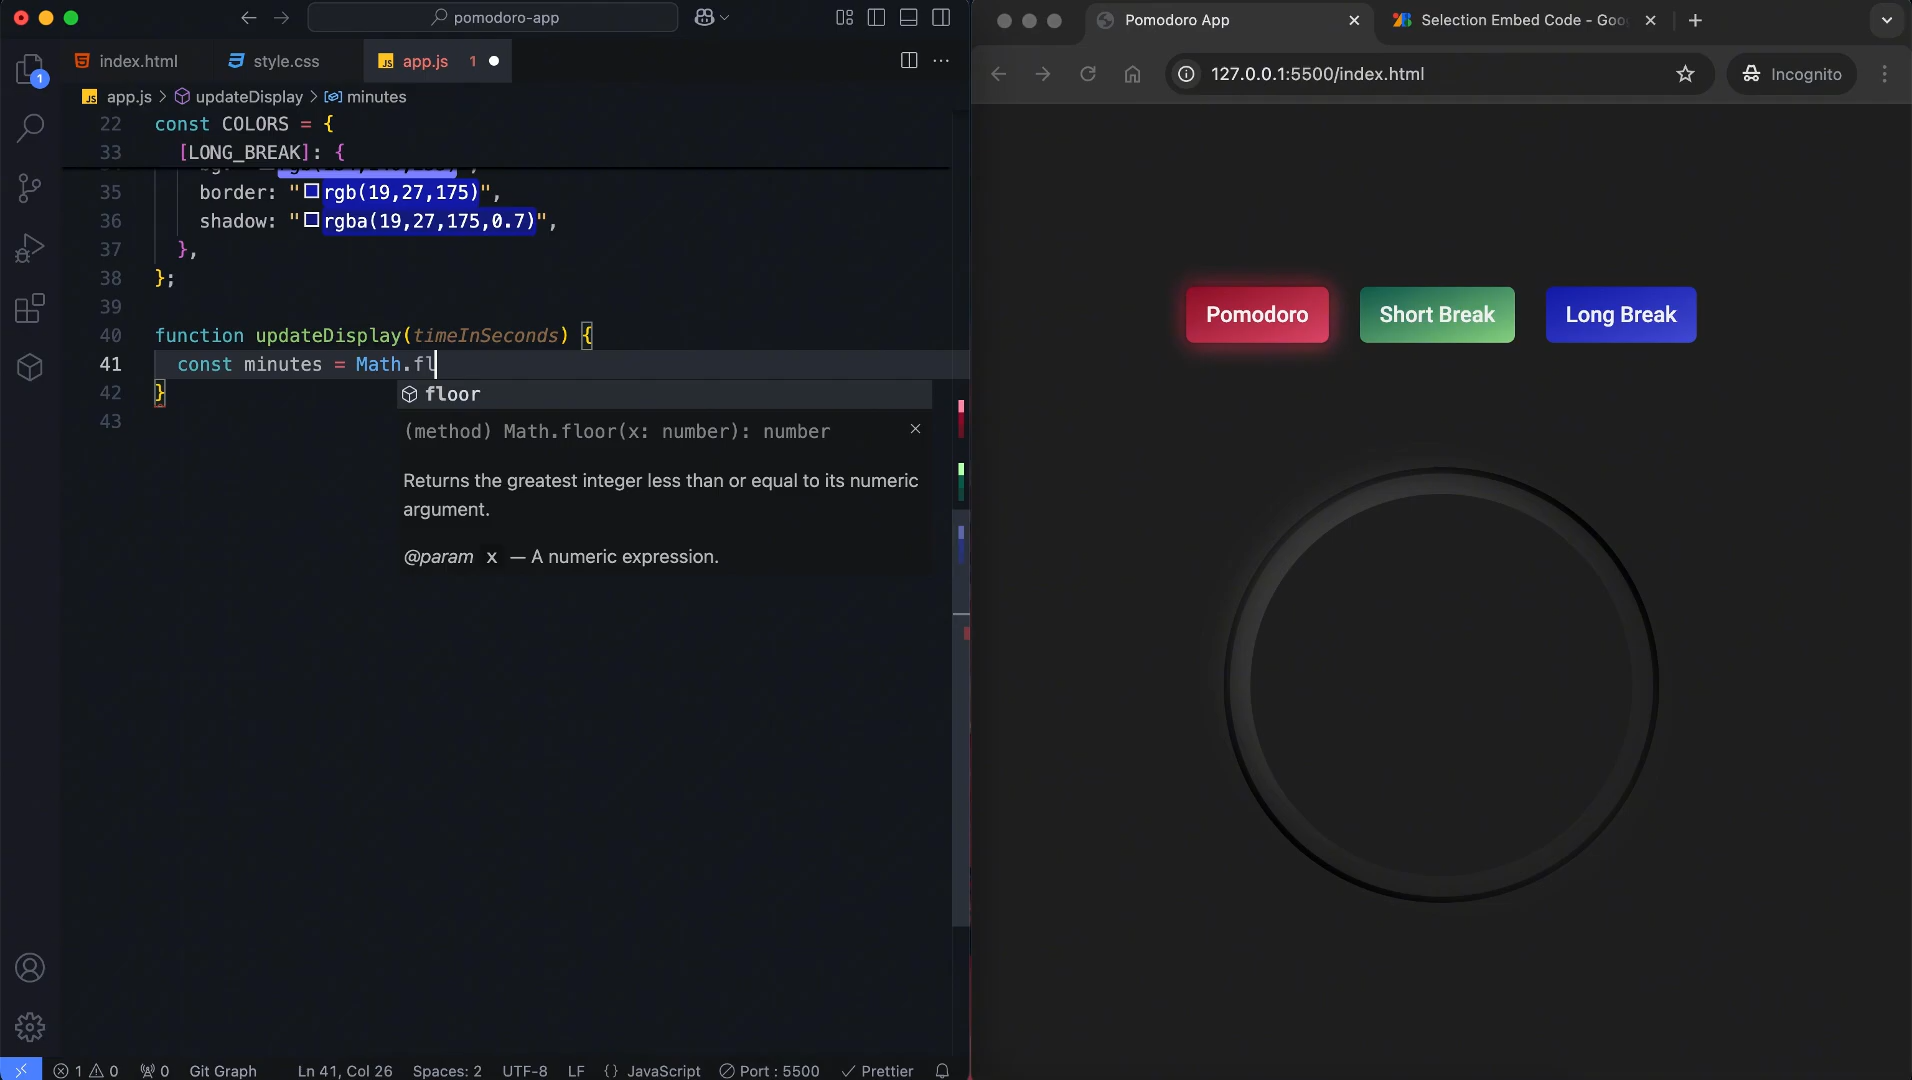 pomodoro-app
index.html
style.css
app.js 1
app.js > updateDisplay > minutes
22 const COLORS = {
33 [LONG_BREAK]: {
35 border: "rgb(19,27,175)",
36 shadow: "rgba(19,27,175,0.7)",
37 },
38 };
39
40 function updateDisplay(timeInSeconds) {
41 const minutes = Math.fl
42 }
43
floor
(method) Math.floor(x: number): number
Returns the greatest integer less than or equal to its numeric
argument.
@param x — A numeric expression.
1
1 0
0
Git Graph
Ln 41, Col 26
Spaces: 2
UTF-8
LF
{} JavaScript
Port : 5500
Prettier
Pomodoro App
Selection Embed Code - Goo
127.0.0.1:5500/index.html
Incognito
Pomodoro
Short Break
Long Break